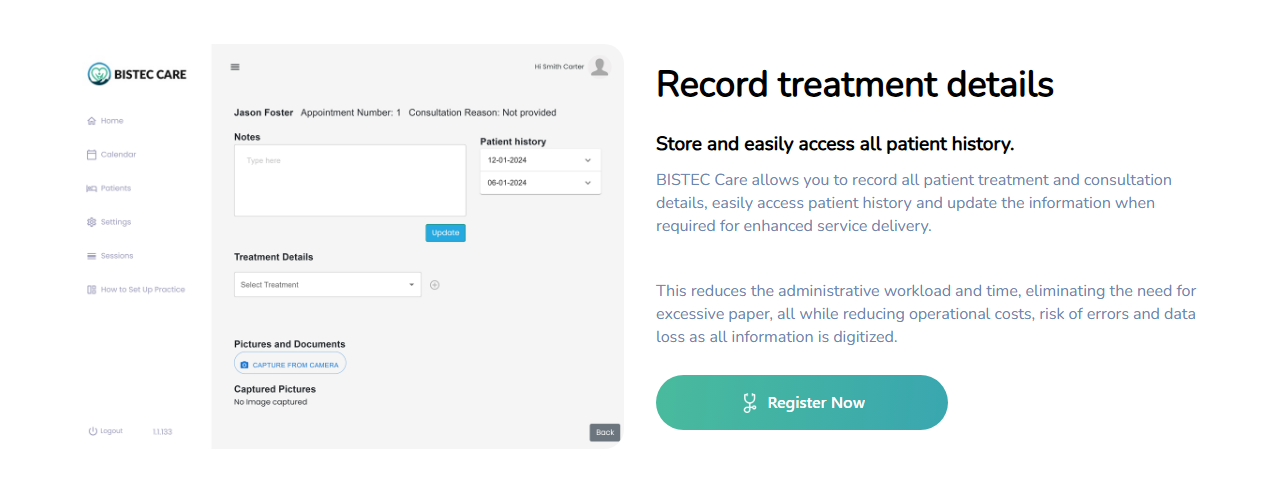 BISTEC CARE
Home
Calendar
Patients
Settings
Sessions
How to Set Up Practice
Logout 1.1.133
Hi Smith Carter
Jason Foster Appointment Number: 1 Consultation Reason: Not provided
Notes
Type here
Update
Patient history
12-01-2024
06-01-2024
Treatment Details
Select Treatment
Pictures and Documents
CAPTURE FROM CAMERA
Captured Pictures
No image captured
Back
Record treatment details
Store and easily access all patient history.
BISTEC Care allows you to record all patient treatment and consultation
details, easily access patient history and update the information when
required for enhanced service delivery.
This reduces the administrative workload and time, eliminating the need for
excessive paper, all while reducing operational costs, risk of errors and data
loss as all information is digitized.
Register Now